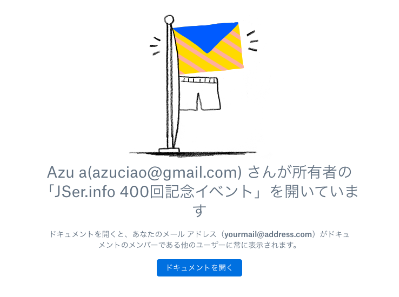 Azu a(azuciao@gmail.com) さんが所有者の
「JSer.info 400回記念イベント」を開いていま
す
ドキュメントを開くと、あなたのメール アドレス（yourmail@address.com）がドキュ
メントのメンバーである他のユーザーに常に表示されます。
ドキュメントを開く